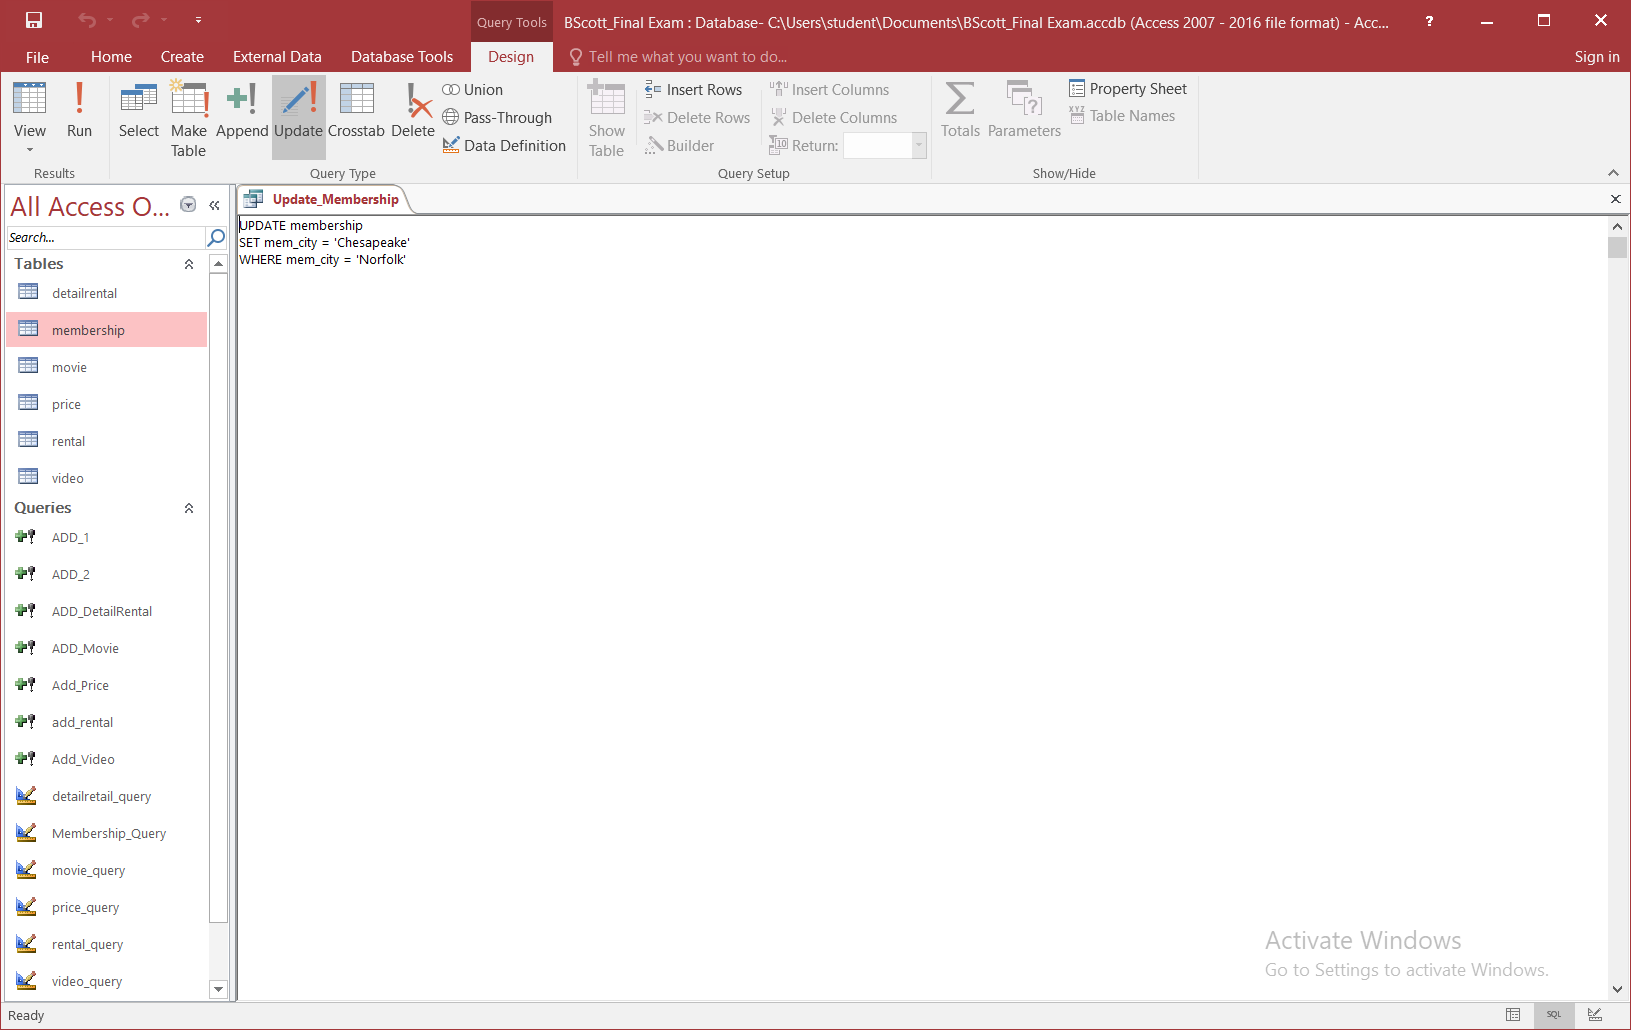 Query Tools
BScott_Final Exam : Database- C:\Users\student\Documents\BScott_Final Exam.accdb (Access 2007 - 2016 file format) - Acc...
?
File
Home
Create
External Data
Database Tools
Design
Tell me what you want to do...
Sign in
View
Run
Select
Make Table
Append
Update
Crosstab
Delete
Union
Pass-Through
Data Definition
Show Table
Insert Rows
Delete Rows
Builder
Insert Columns
Delete Columns
Return:
Totals
Parameters
Property Sheet
Table Names
Results
Query Type
Query Setup
Show/Hide
All Access O...
Search...
Tables
detailrental
membership
movie
price
rental
video
Queries
ADD_1
ADD_2
ADD_DetailRental
ADD_Movie
Add_Price
add_rental
Add_Video
detailretail_query
Membership_Query
movie_query
price_query
rental_query
video_query
Update_Membership
UPDATE membership
SET mem_city = 'Chesapeake'
WHERE mem_city = 'Norfolk'
Activate Windows
Go to Settings to activate Windows.
Ready
SQL